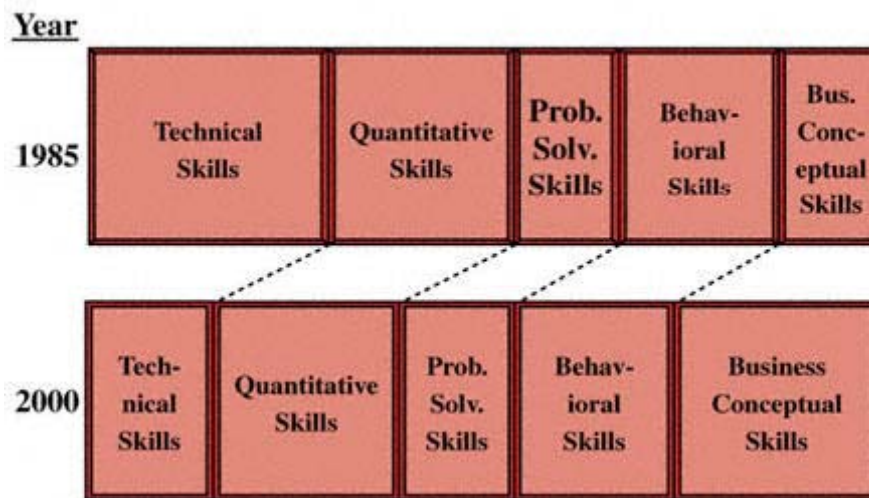 Year
1985
Technical
Skills
Quantitative
Skills
Prob.
Solv.
Skills
Behav-
ioral
Skills
Bus.
Conc-
eptual
Skills
2000
Tech-
nical
Skills
Quantitative
Skills
Prob.
Solv.
Skills
Behav-
ioral
Skills
Business
Conceptual
Skills